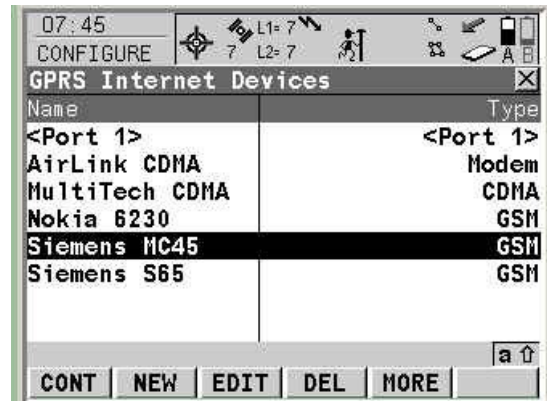 07:45
CONFIGURE
7
L1= 7
L2= 7
A B
GPRS Internet Devices
Name Type
<Port 1> <Port 1>
AirLink CDMA Modem
MultiTech CDMA CDMA
Nokia 6230 GSM
Siemens MC45 GSM
Siemens S65 GSM
a
CONT NEW EDIT DEL MORE